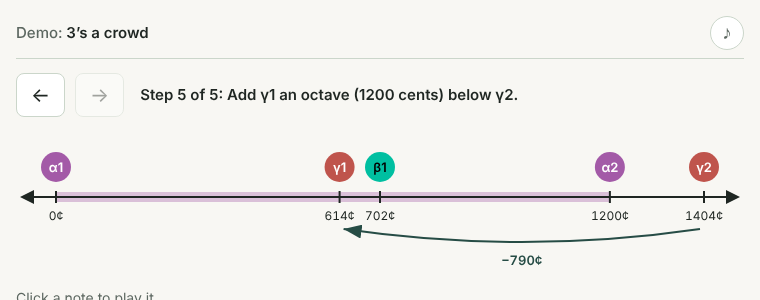 Demo: 3’s a crowd
♪
← → Step 5 of 5: Add γ1 an octave (1200 cents) below γ2.
α1 γ1 β1 α2 γ2
0¢ 614¢ 702¢ 1200¢ 1404¢
−790¢
Click a note to play it